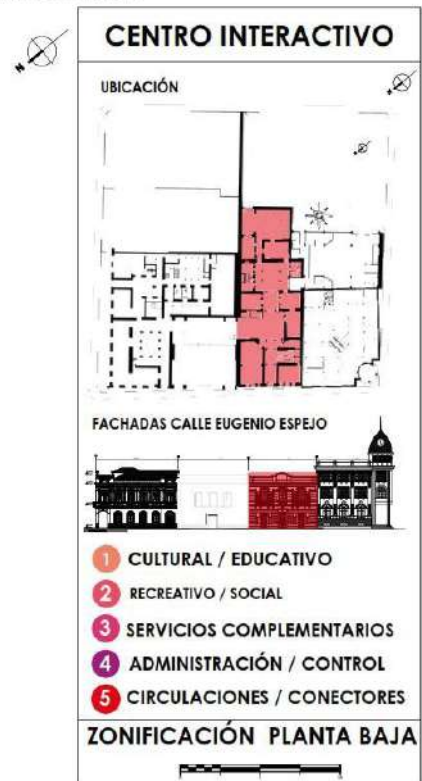 CENTRO INTERACTIVO
UBICACIÓN
N
FACHADAS CALLE EUGENIO ESPEJO
1 CULTURAL / EDUCATIVO
2 RECREATIVO / SOCIAL
3 SERVICIOS COMPLEMENTARIOS
4 ADMINISTRACIÓN / CONTROL
5 CIRCULACIONES / CONECTORES
ZONIFICACIÓN PLANTA BAJA